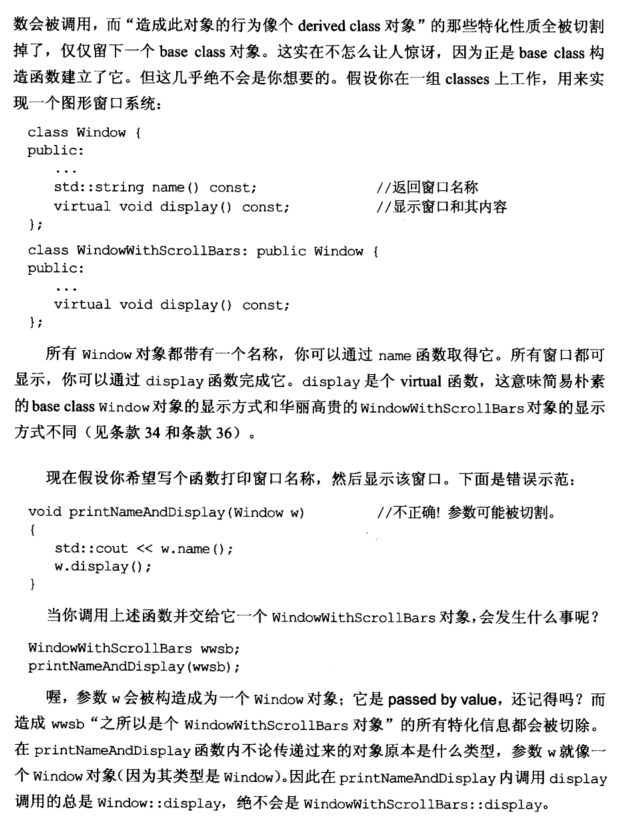 数会被调用，而“造成此对象的行为像个 derived class 对象”的那些特化性质全被切割
掉了，仅仅留下一个 base class 对象。这实在不怎么让人惊讶，因为正是 base class 构
造函数建立了它。但这几乎绝不会是你想要的。假设你在一组 classes 上工作，用来实
现一个图形窗口系统：
class Window {
public:
...
std::string name() const; //返回窗口名称
virtual void display() const; //显示窗口和其内容
};
class WindowWithScrollBars: public Window {
public:
...
virtual void display() const;
};
所有 Window 对象都带有一个名称，你可以通过 name 函数取得它。所有窗口都可
显示，你可以通过 display 函数完成它。display 是个 virtual 函数，这意味简易朴素
的 base class Window 对象的显示方式和华丽高贵的 WindowWithScrollBars 对象的显示
方式不同（见条款 34 和条款 36）。
现在假设你希望写个函数打印窗口名称，然后显示该窗口。下面是错误示范：
void printNameAndDisplay(Window w) //不正确! 参数可能被切割。
{
std::cout << w.name();
w.display();
}
当你调用上述函数并交给它一个 WindowWithScrollBars 对象，会发生什么事呢？
WindowWithScrollBars wwsb;
printNameAndDisplay(wwsb);
喔，参数 w 会被构造成为一个 Window 对象；它是 passed by value，还记得吗？而
造成 wwsb “之所以是个 WindowWithScrollBars 对象”的所有特化信息都会被切除。
在 printNameAndDisplay 函数内不论传递过来的对象原本是什么类型，参数 w 就像一
个 Window 对象（因为其类型是 Window）。因此在 printNameAndDisplay 内调用 display
调用的总是 Window::display，绝不会是 WindowWithScrollBars::display。